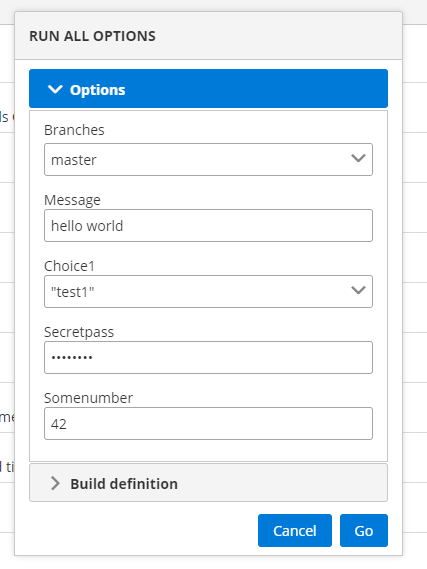 RUN ALL OPTIONS
Options
Branches
master
Message
hello world
Choice1
"test1"
Secretpass
••••••••
Somenumber
42
Build definition
Cancel Go